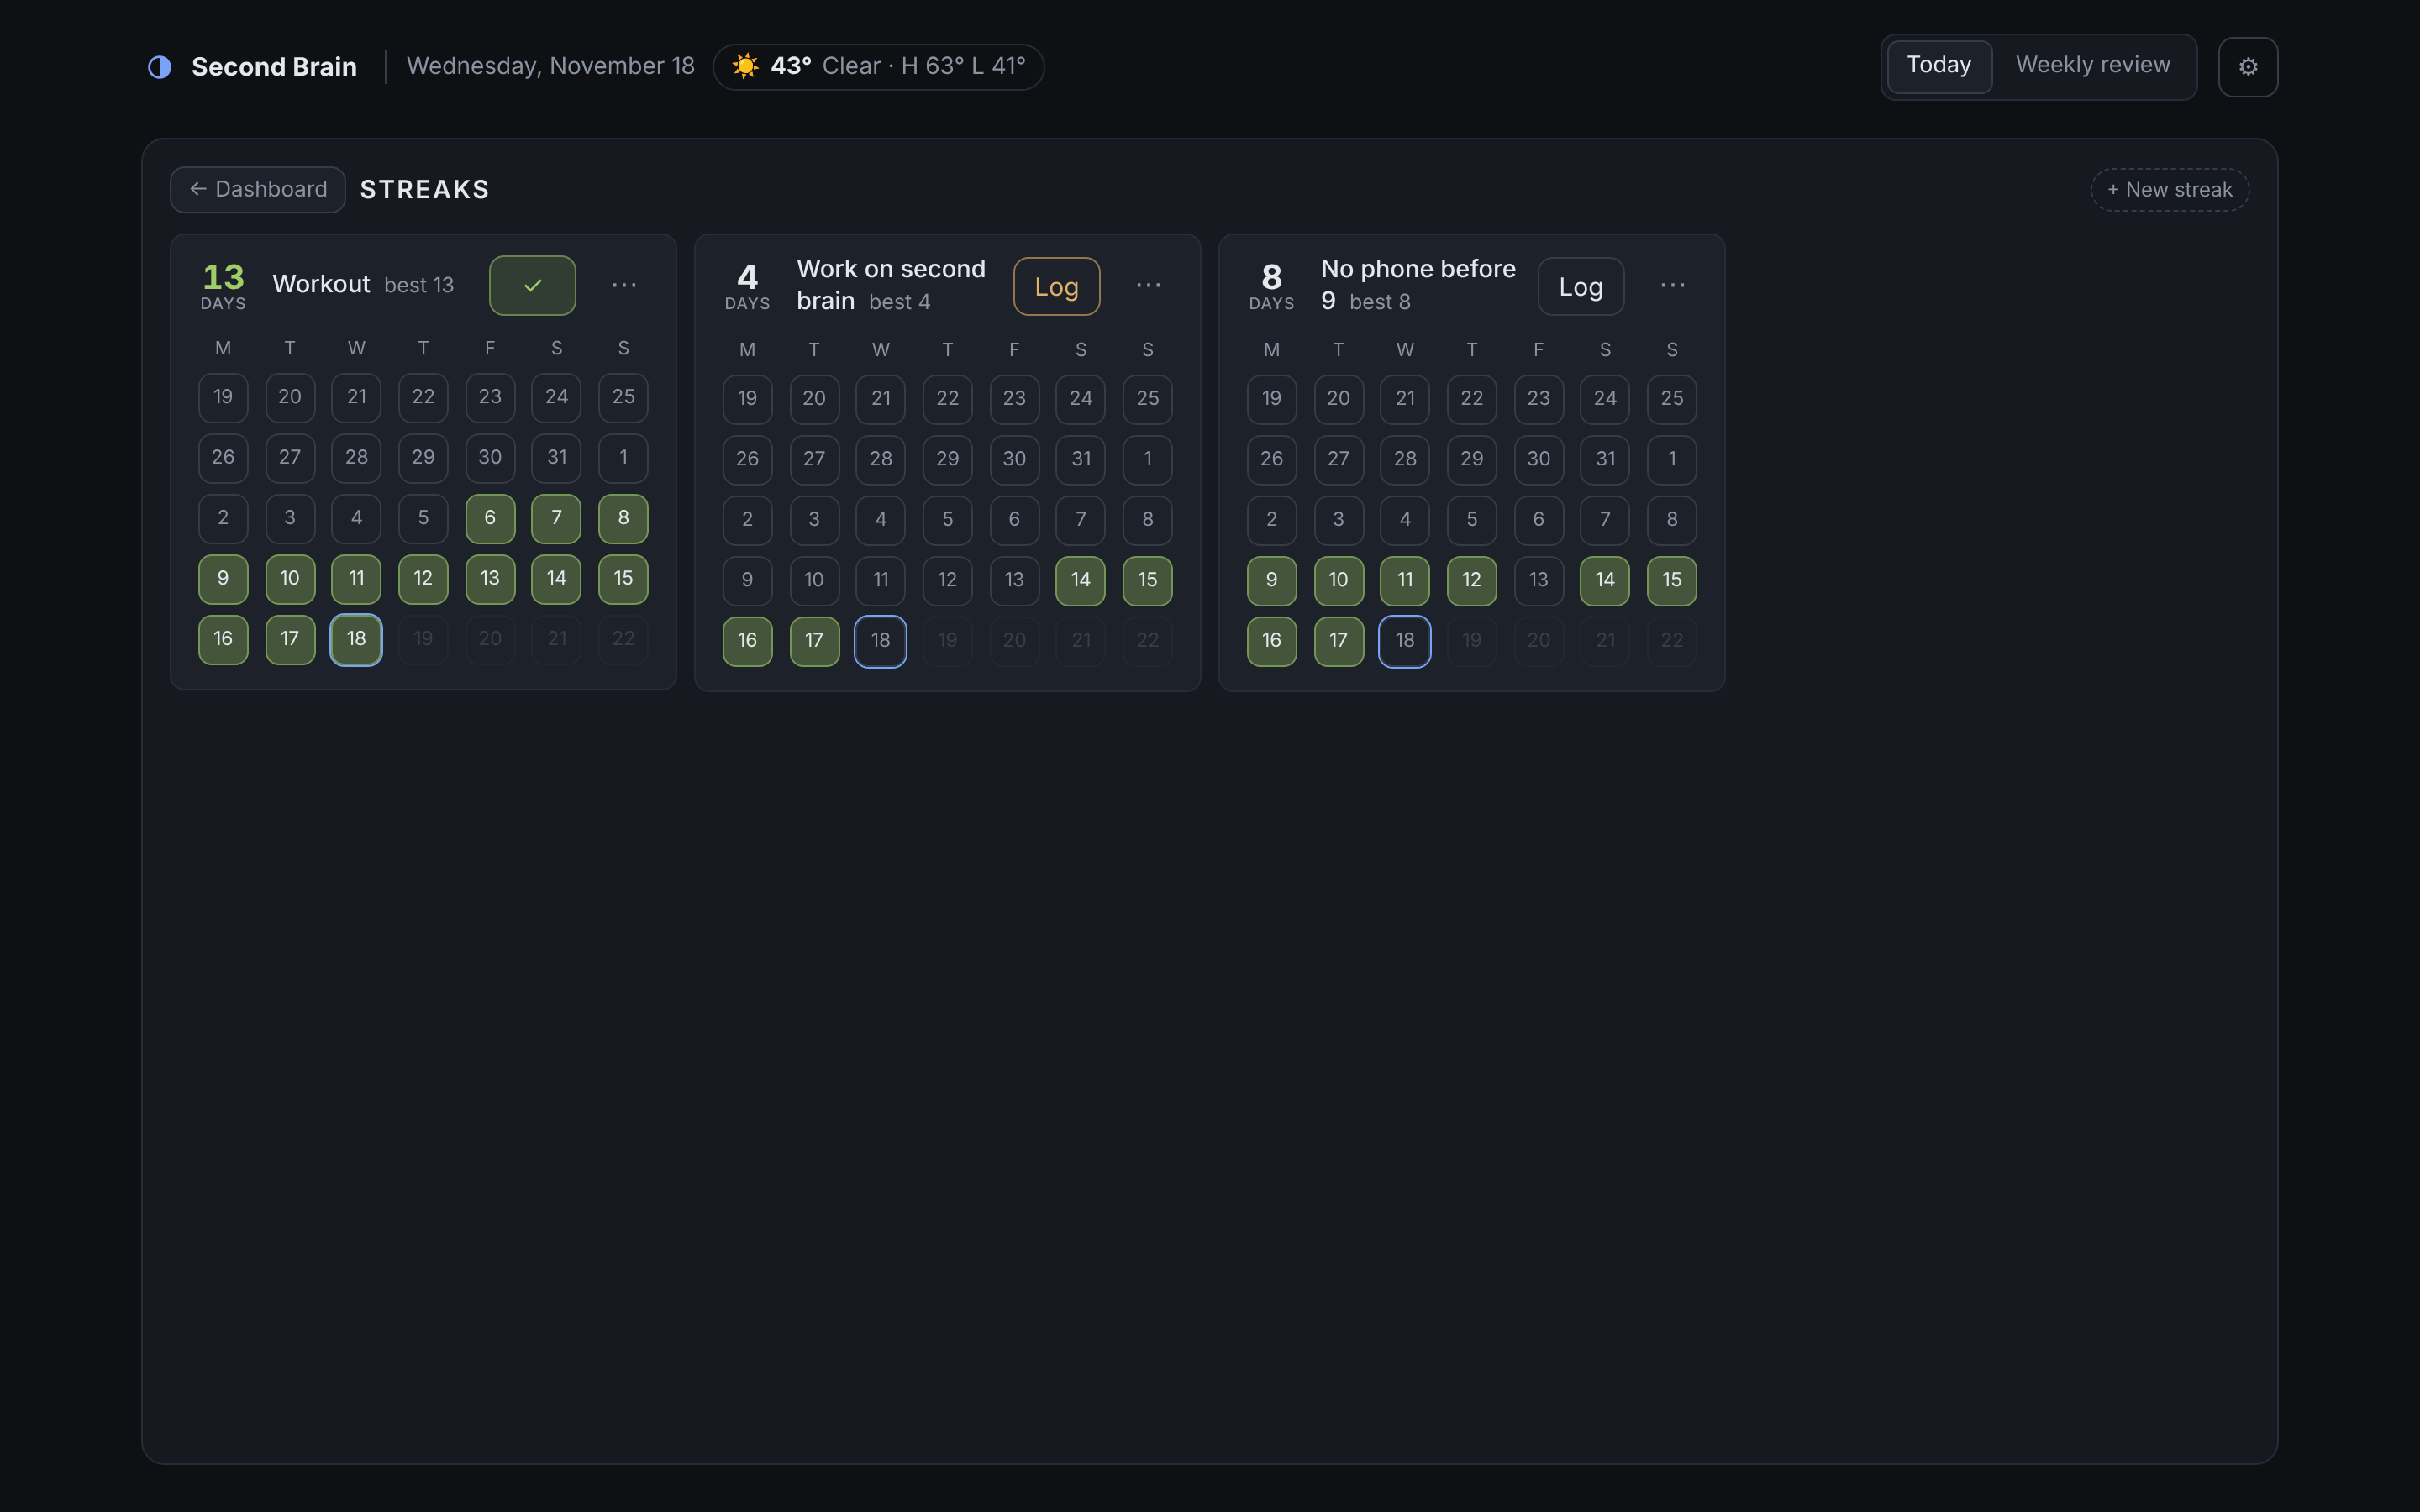 Second Brain
Wednesday, November 18
43° Clear · H 63° L 41°
Today
Weekly review
← Dashboard
STREAKS
+ New streak
13
DAYS
Workout best 13
✓
...
M T W T F S S
19 20 21 22 23 24 25
26 27 28 29 30 31 1
2 3 4 5 6 7 8
9 10 11 12 13 14 15
16 17 18 19 20 21 22
4
DAYS
Work on second
brain best 4
Log
...
M T W T F S S
19 20 21 22 23 24 25
26 27 28 29 30 31 1
2 3 4 5 6 7 8
9 10 11 12 13 14 15
16 17 18 19 20 21 22
8
DAYS
No phone before
9 best 8
Log
...
M T W T F S S
19 20 21 22 23 24 25
26 27 28 29 30 31 1
2 3 4 5 6 7 8
9 10 11 12 13 14 15
16 17 18 19 20 21 22